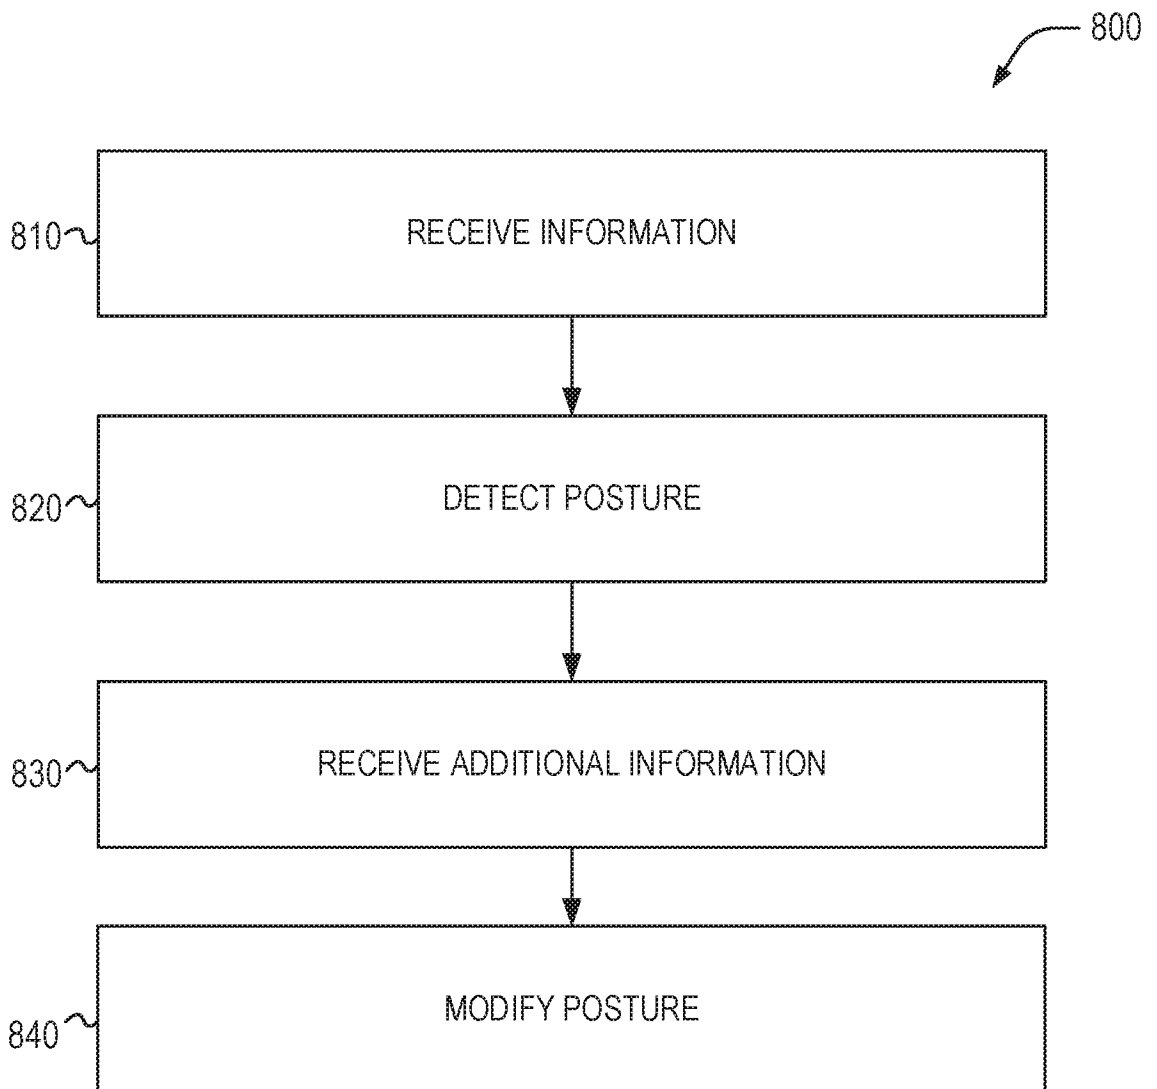 800
810 RECEIVE INFORMATION
820 DETECT POSTURE
830 RECEIVE ADDITIONAL INFORMATION
840 MODIFY POSTURE